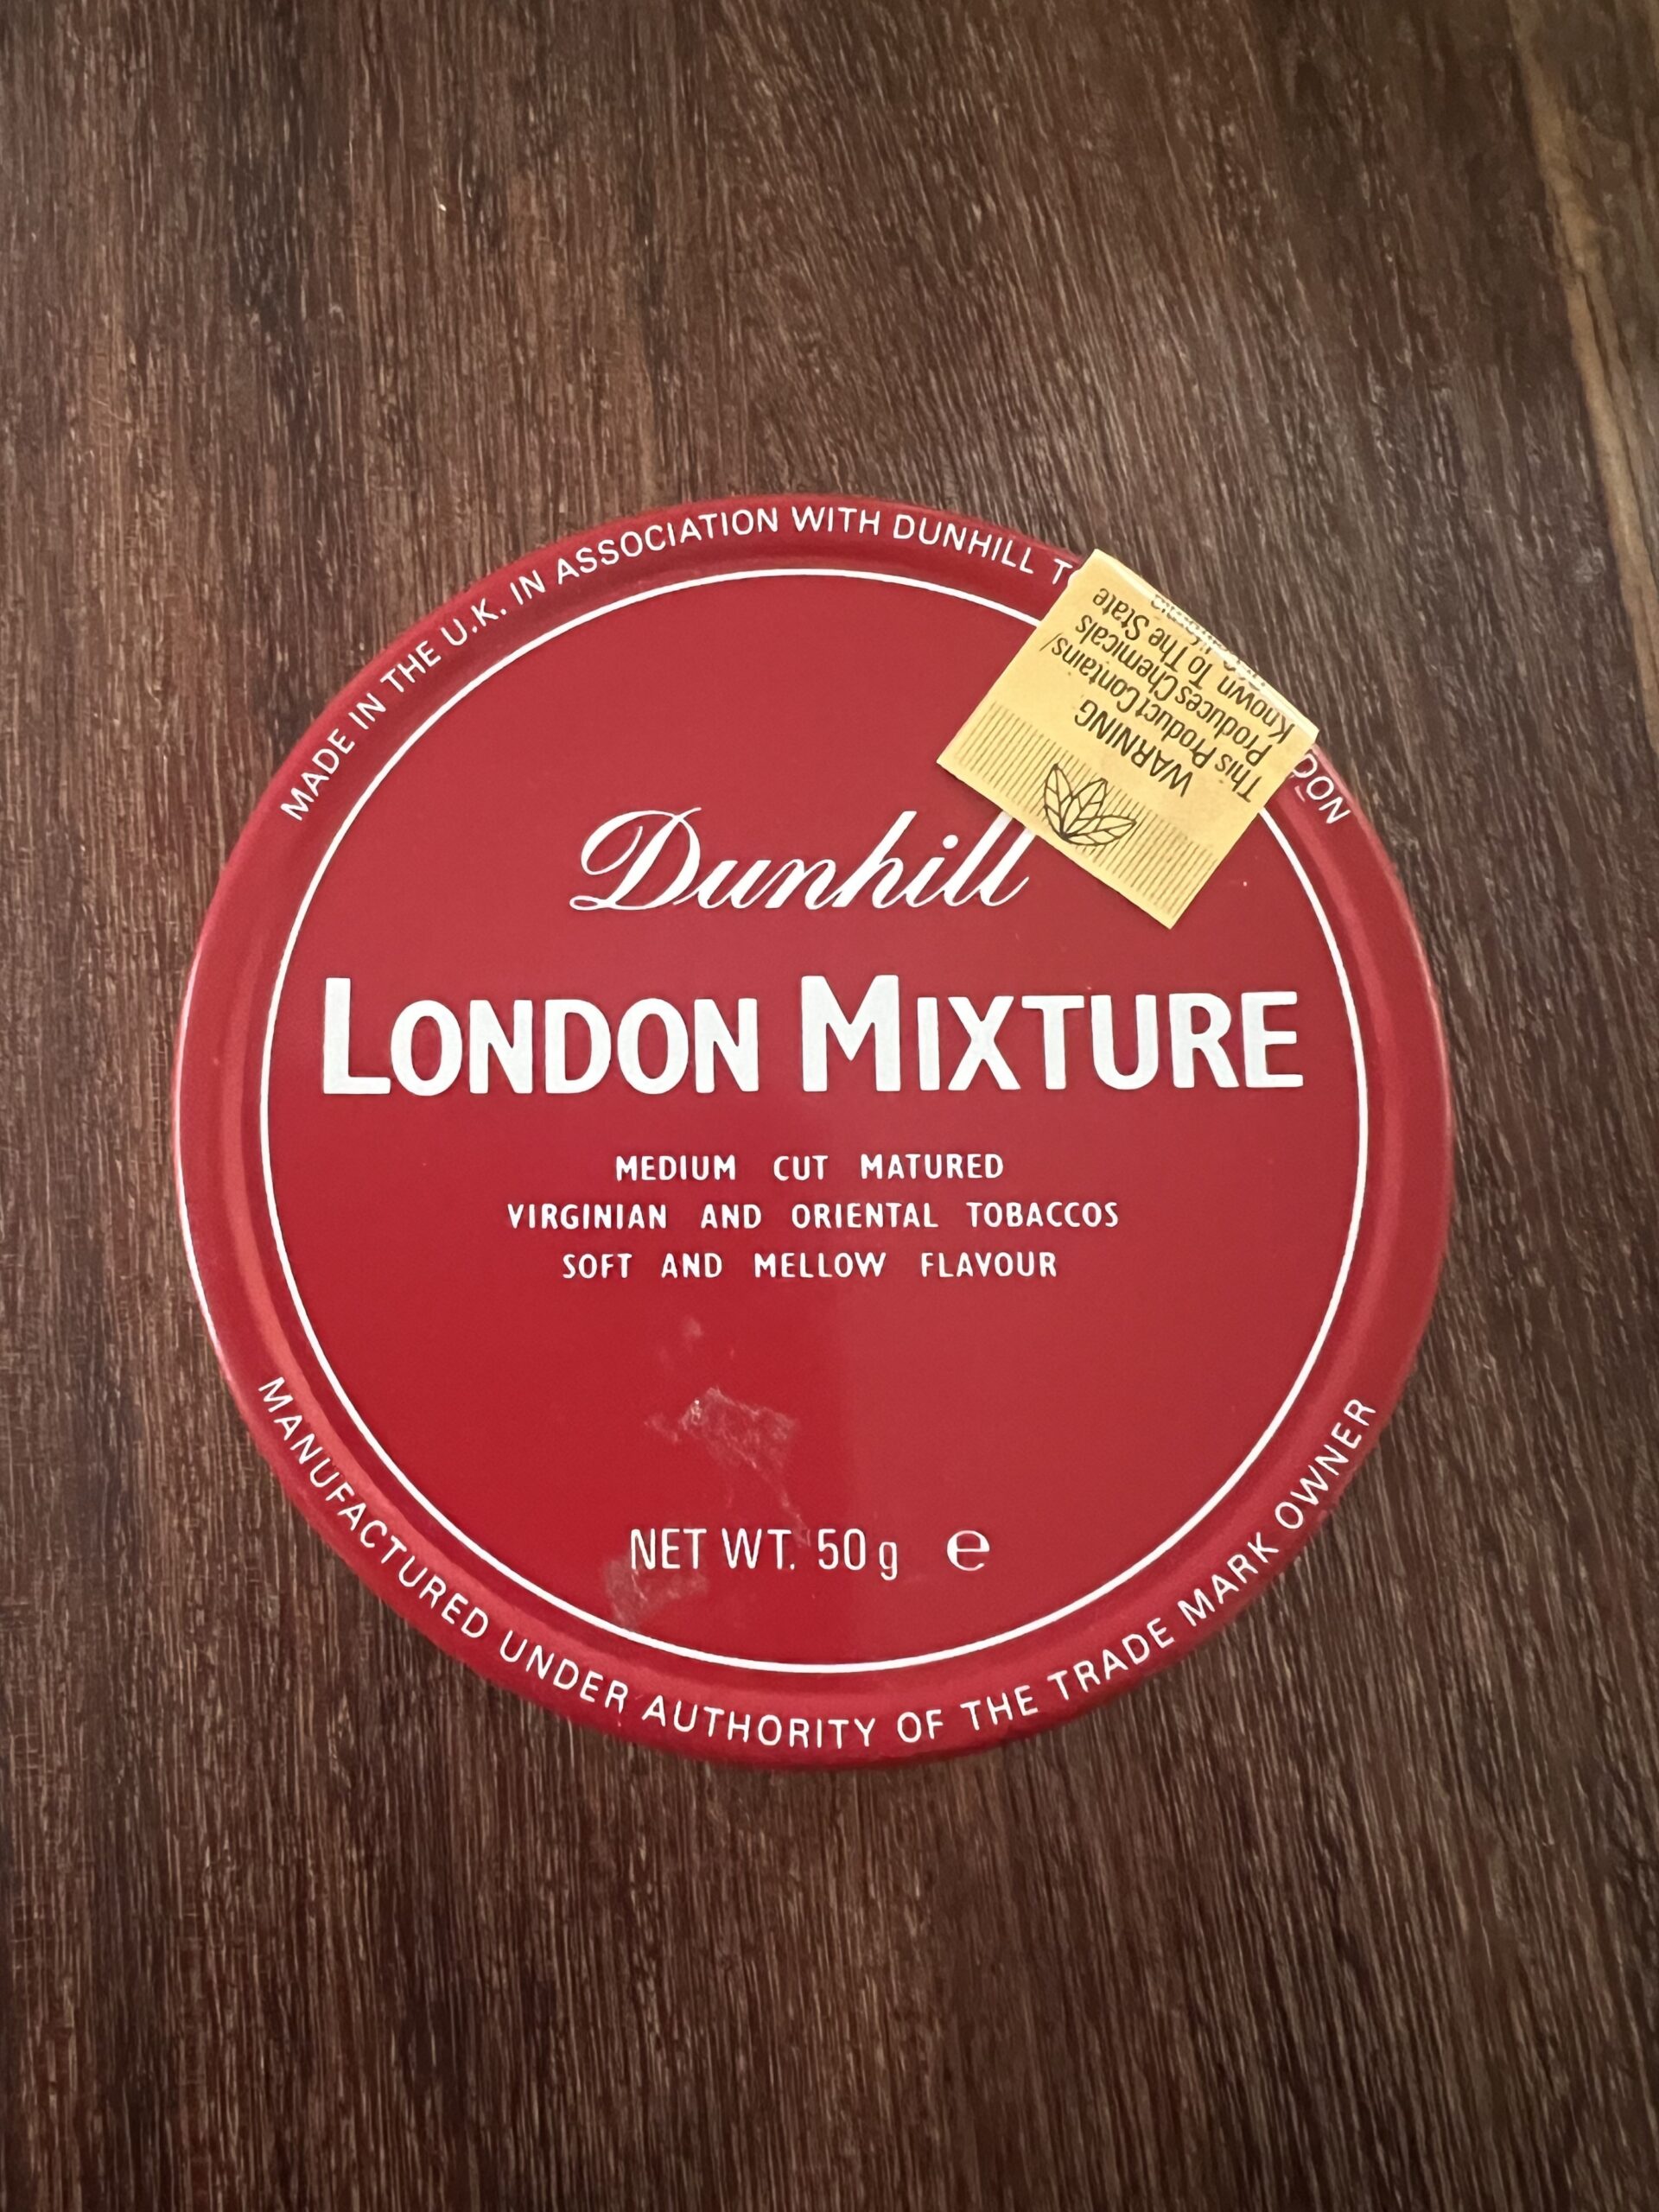 MADE IN THE U.K. IN ASSOCIATION WITH DUNHILL
Dunhill
LONDON MIXTURE
MEDIUM CUT MATURED
VIRGINIAN AND ORIENTAL TOBACCOS
SOFT AND MELLOW FLAVOUR
NET WT. 50 g e
MANUFACTURED UNDER AUTHORITY OF THE TRADE MARK OWNER
WARNING
This Product Contains/
Produces Chemicals
Known To The State